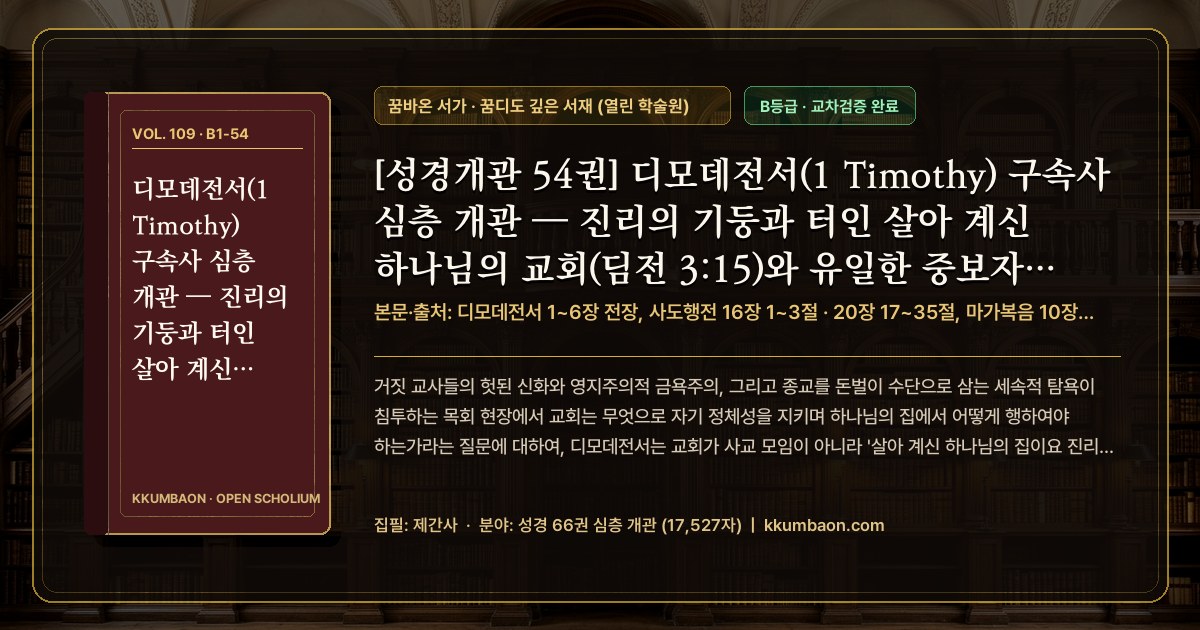 VOL. 109 · B1-54
디모데전서(1
Timothy)
구속사 심층
개관 — 진리의
기둥과 터인
살아 계신…
KKUMBAON · OPEN SCHOLIUM
꿈바온 서가 · 꿈디도 깊은 서재 (열린 학술원)
B등급 · 교차검증 완료
[성경개관 54권] 디모데전서(1 Timothy) 구속사
심층 개관 — 진리의 기둥과 터인 살아 계신
하나님의 교회(딤전 3:15)와 유일한 중보자…
본문·출처: 디모데전서 1~6장 전장, 사도행전 16장 1~3절 · 20장 17~35절, 마가복음 10장...
거짓 교사들의 헛된 신화와 영지주의적 금욕주의, 그리고 종교를 돈벌이 수단으로 삼는 세속적 탐욕이
침투하는 목회 현장에서 교회는 무엇으로 자기 정체성을 지키며 하나님의 집에서 어떻게 행하여야
하는가라는 질문에 대하여, 디모데전서는 교회가 사교 모임이 아니라 '살아 계신 하나님의 집이요 진리...
집필: 제간사 · 분야: 성경 66권 심층 개관 (17,527자) | kkumbaon.com